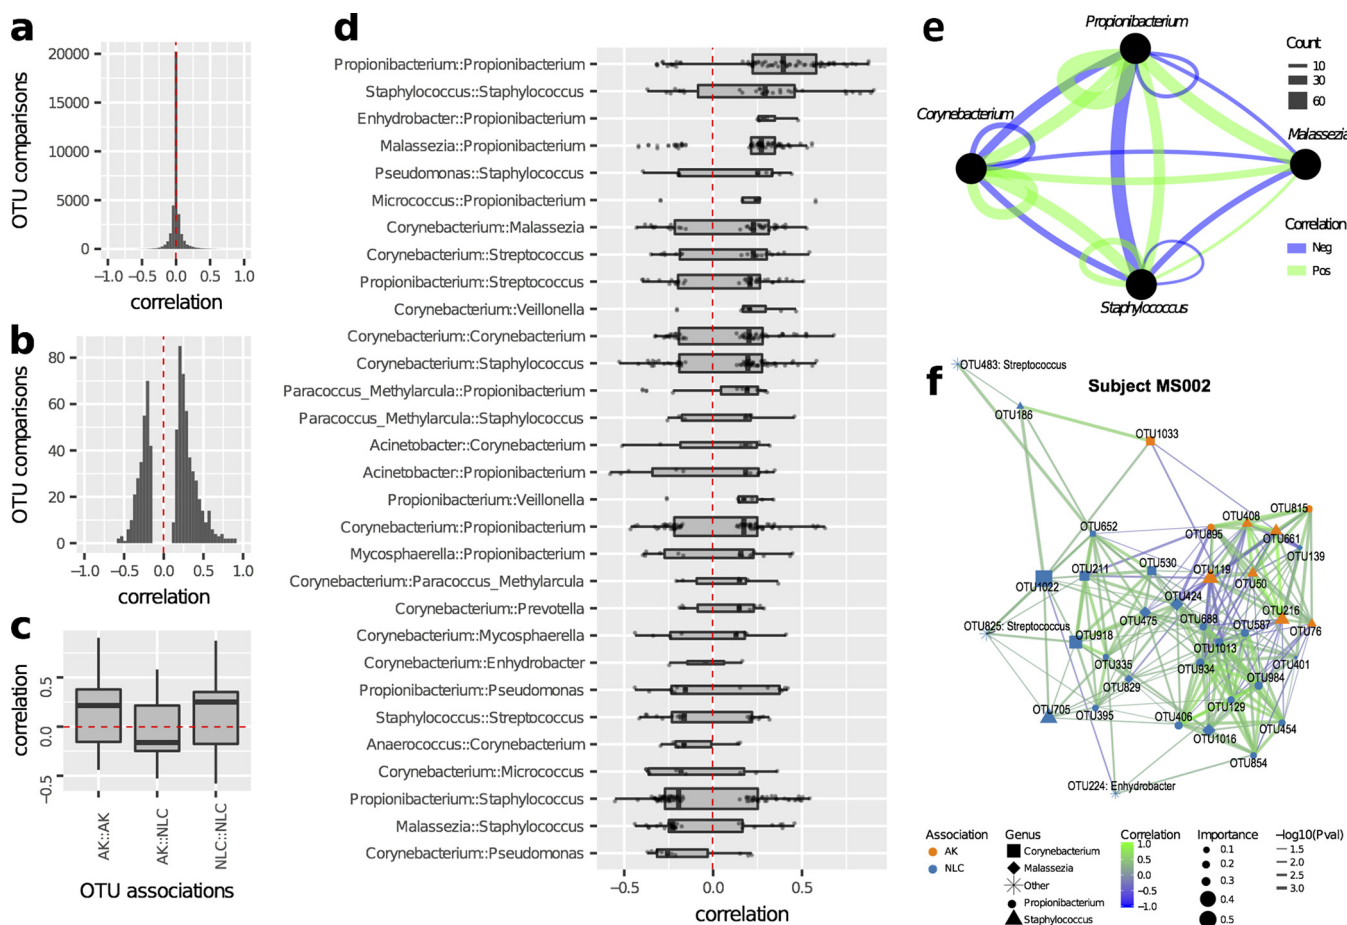 a
20000
15000
10000
5000
0
OTU comparisons
−1.0 −0.5 0.0 0.5 1.0
correlation
b
80
60
40
20
0
OTU comparisons
−1.0 −0.5 0.0 0.5 1.0
correlation
c
0.5
0.0
−0.5
correlation
AK::AK
AK::NLC
NLC::NLC
OTU associations
d
Propionibacterium::Propionibacterium
Staphylococcus::Staphylococcus
Enhydrobacter::Propionibacterium
Malassezia::Propionibacterium
Pseudomonas::Staphylococcus
Micrococcus::Propionibacterium
Corynebacterium::Malassezia
Corynebacterium::Streptococcus
Propionibacterium::Streptococcus
Corynebacterium::Veillonella
Corynebacterium::Corynebacterium
Corynebacterium::Staphylococcus
Paracoccus_Methylarcula::Propionibacterium
Paracoccus_Methylarcula::Staphylococcus
Acinetobacter::Corynebacterium
Acinetobacter::Propionibacterium
Propionibacterium::Veillonella
Corynebacterium::Propionibacterium
Mycosphaerella::Propionibacterium
Corynebacterium::Paracoccus_Methylarcula
Corynebacterium::Prevotella
Corynebacterium::Mycosphaerella
Corynebacterium::Enhydrobacter
Propionibacterium::Pseudomonas
Staphylococcus::Streptococcus
Anaerococcus::Corynebacterium
Corynebacterium::Micrococcus
Propionibacterium::Staphylococcus
Malassezia::Staphylococcus
Corynebacterium::Pseudomonas
−0.5 0.0 0.5
correlation
e
Propionibacterium
Corynebacterium
Malassezia
Staphylococcus
Count
10
30
60
Correlation
Neg
Pos
f
Subject MS002
OTU483: Streptococcus
OTU186
OTU1033
OTU815
OTU408
OTU652
OTU895
OTU661
OTU139
OTU530
OTU211
OTU119
OTU50
OTU1022
OTU424
OTU216
OTU825: Streptococcus
OTU475
OTU688
OTU587
OTU76
OTU918
OTU1013
OTU335
OTU934
OTU401
OTU829
OTU984
OTU705
OTU395
OTU406
OTU129
OTU454
OTU1016
OTU854
OTU224: Enhydrobacter
Association
AK
NLC
Genus
Corynebacterium
Malassezia
Other
Propionibacterium
Staphylococcus
Correlation
1.0
0.5
0.0
−0.5
−1.0
Importance
0.1
0.2
0.3
0.4
0.5
−log10(Pval)
1.5
2.0
2.5
3.0